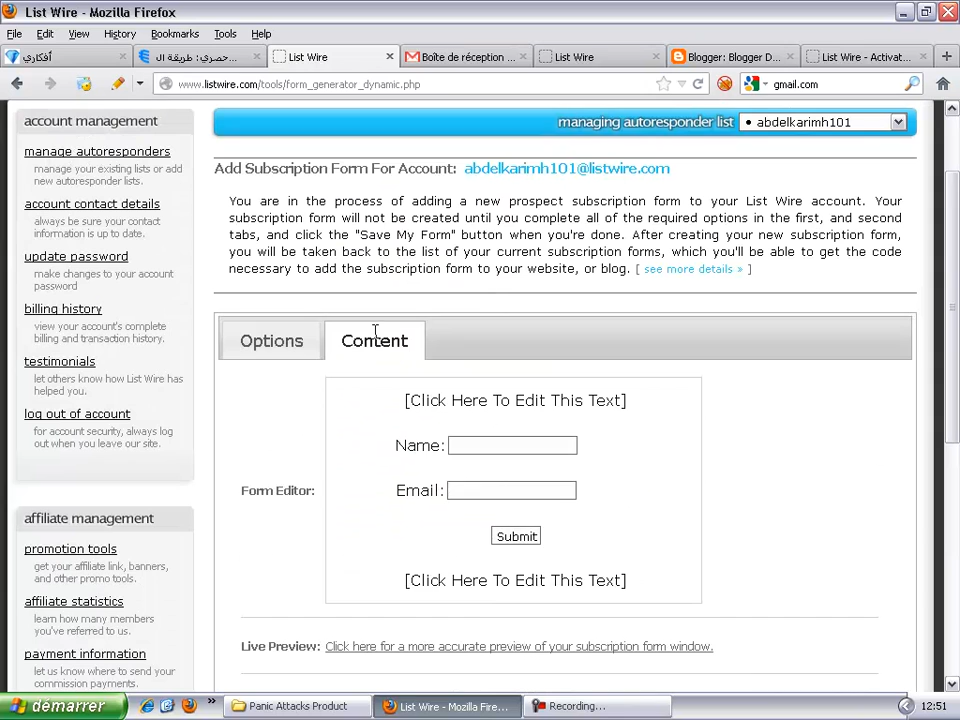 List Wire - Mozilla Firefox
File Edit View History Bookmarks Tools Help
أفكاري
حصري: طريقة ال...
List Wire
Boîte de réception ...
List Wire
Blogger: Blogger D...
List Wire - Activat...
www.listwire.com/tools/form_generator_dynamic.php
gmail.com
account management
managing autoresponder list
• abdelkarimh101
manage autoresponders
manage your existing lists or add
new autoresponder lists.
account contact details
always be sure your contact
information is up to date.
update password
make changes to your account
password
billing history
view your account's complete
billing and transaction history.
testimonials
let others know how List Wire has
helped you.
log out of account
for account security, always log
out when you leave our site.
affiliate management
promotion tools
get your affiliate link, banners,
and other promo tools.
affiliate statistics
learn how many members
you've referred to us.
payment information
let us know where to send your
commission payments.
Add Subscription Form For Account: abdelkarimh101@listwire.com
You are in the process of adding a new prospect subscription form to your List Wire account. Your
subscription form will not be created until you complete all of the required options in the first, and second
tabs, and click the "Save My Form" button when you're done. After creating your new subscription form,
you will be taken back to the list of your current subscription forms, which you'll be able to get the code
necessary to add the subscription form to your website, or blog. [ see more details » ]
Options
Content
[Click Here To Edit This Text]
Name:
Email:
Form Editor:
Submit
[Click Here To Edit This Text]
Live Preview: Click here for a more accurate preview of your subscription form window.
démarrer
Panic Attacks Product
List Wire - Mozilla Fire...
Recording...
12:51